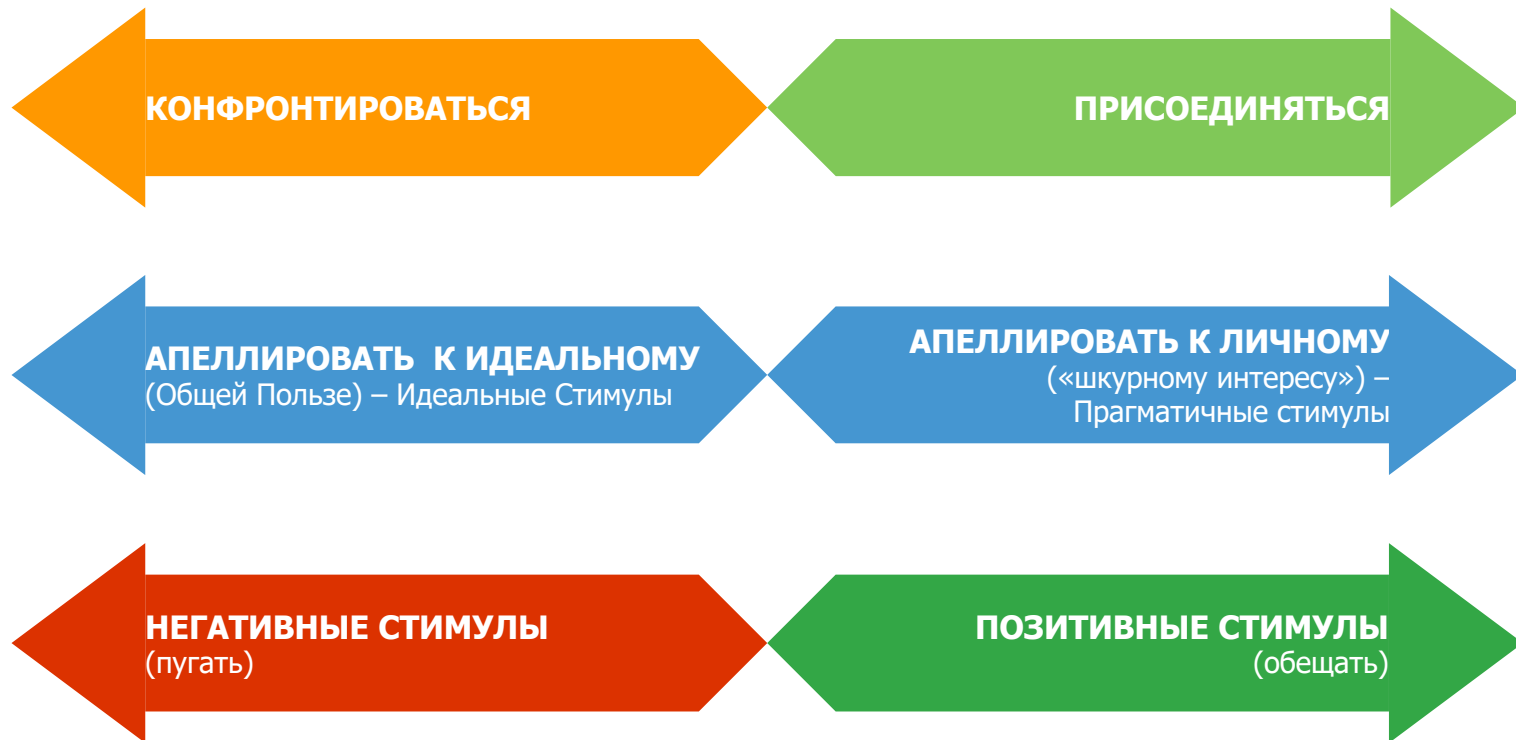 КОНФРОНТИРОВАТЬСЯ
ПРИСОЕДИНЯТЬСЯ
АПЕЛЛИРОВАТЬ К ИДЕАЛЬНОМУ
(Общей Пользе) – Идеальные Стимулы
АПЕЛЛИРОВАТЬ К ЛИЧНОМУ
(«шкурному интересу») –
Прагматичные стимулы
НЕГАТИВНЫЕ СТИМУЛЫ
(пугать)
ПОЗИТИВНЫЕ СТИМУЛЫ
(обещать)